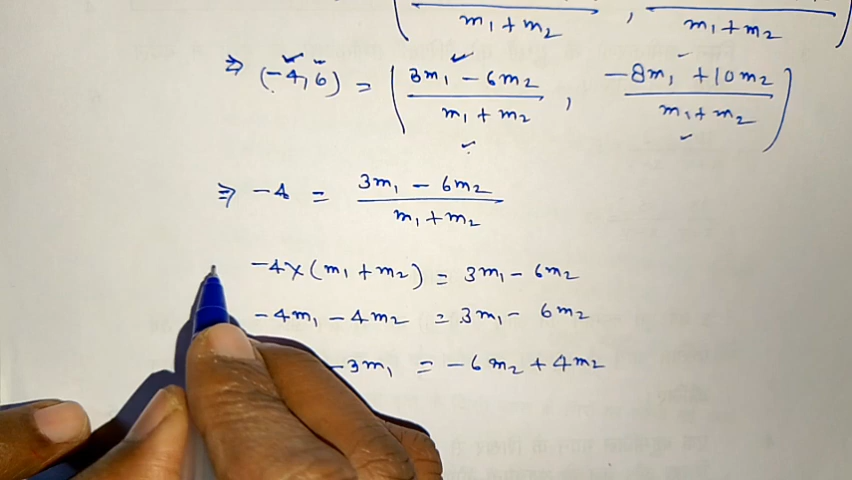 m₁+m₂ , m₁+m₂
⇒ (-4,6) = ( 3m₁ - 6m₂ / m₁ + m₂ , -8m₁ + 10m₂ / m₁ + m₂ )
⇒ -4 = 3m₁ - 6m₂ / m₁ + m₂
-4×(m₁ + m₂) = 3m₁ - 6m₂
-4m₁ - 4m₂ = 3m₁ - 6m₂
-3m₁ = -6m₂ + 4m₂